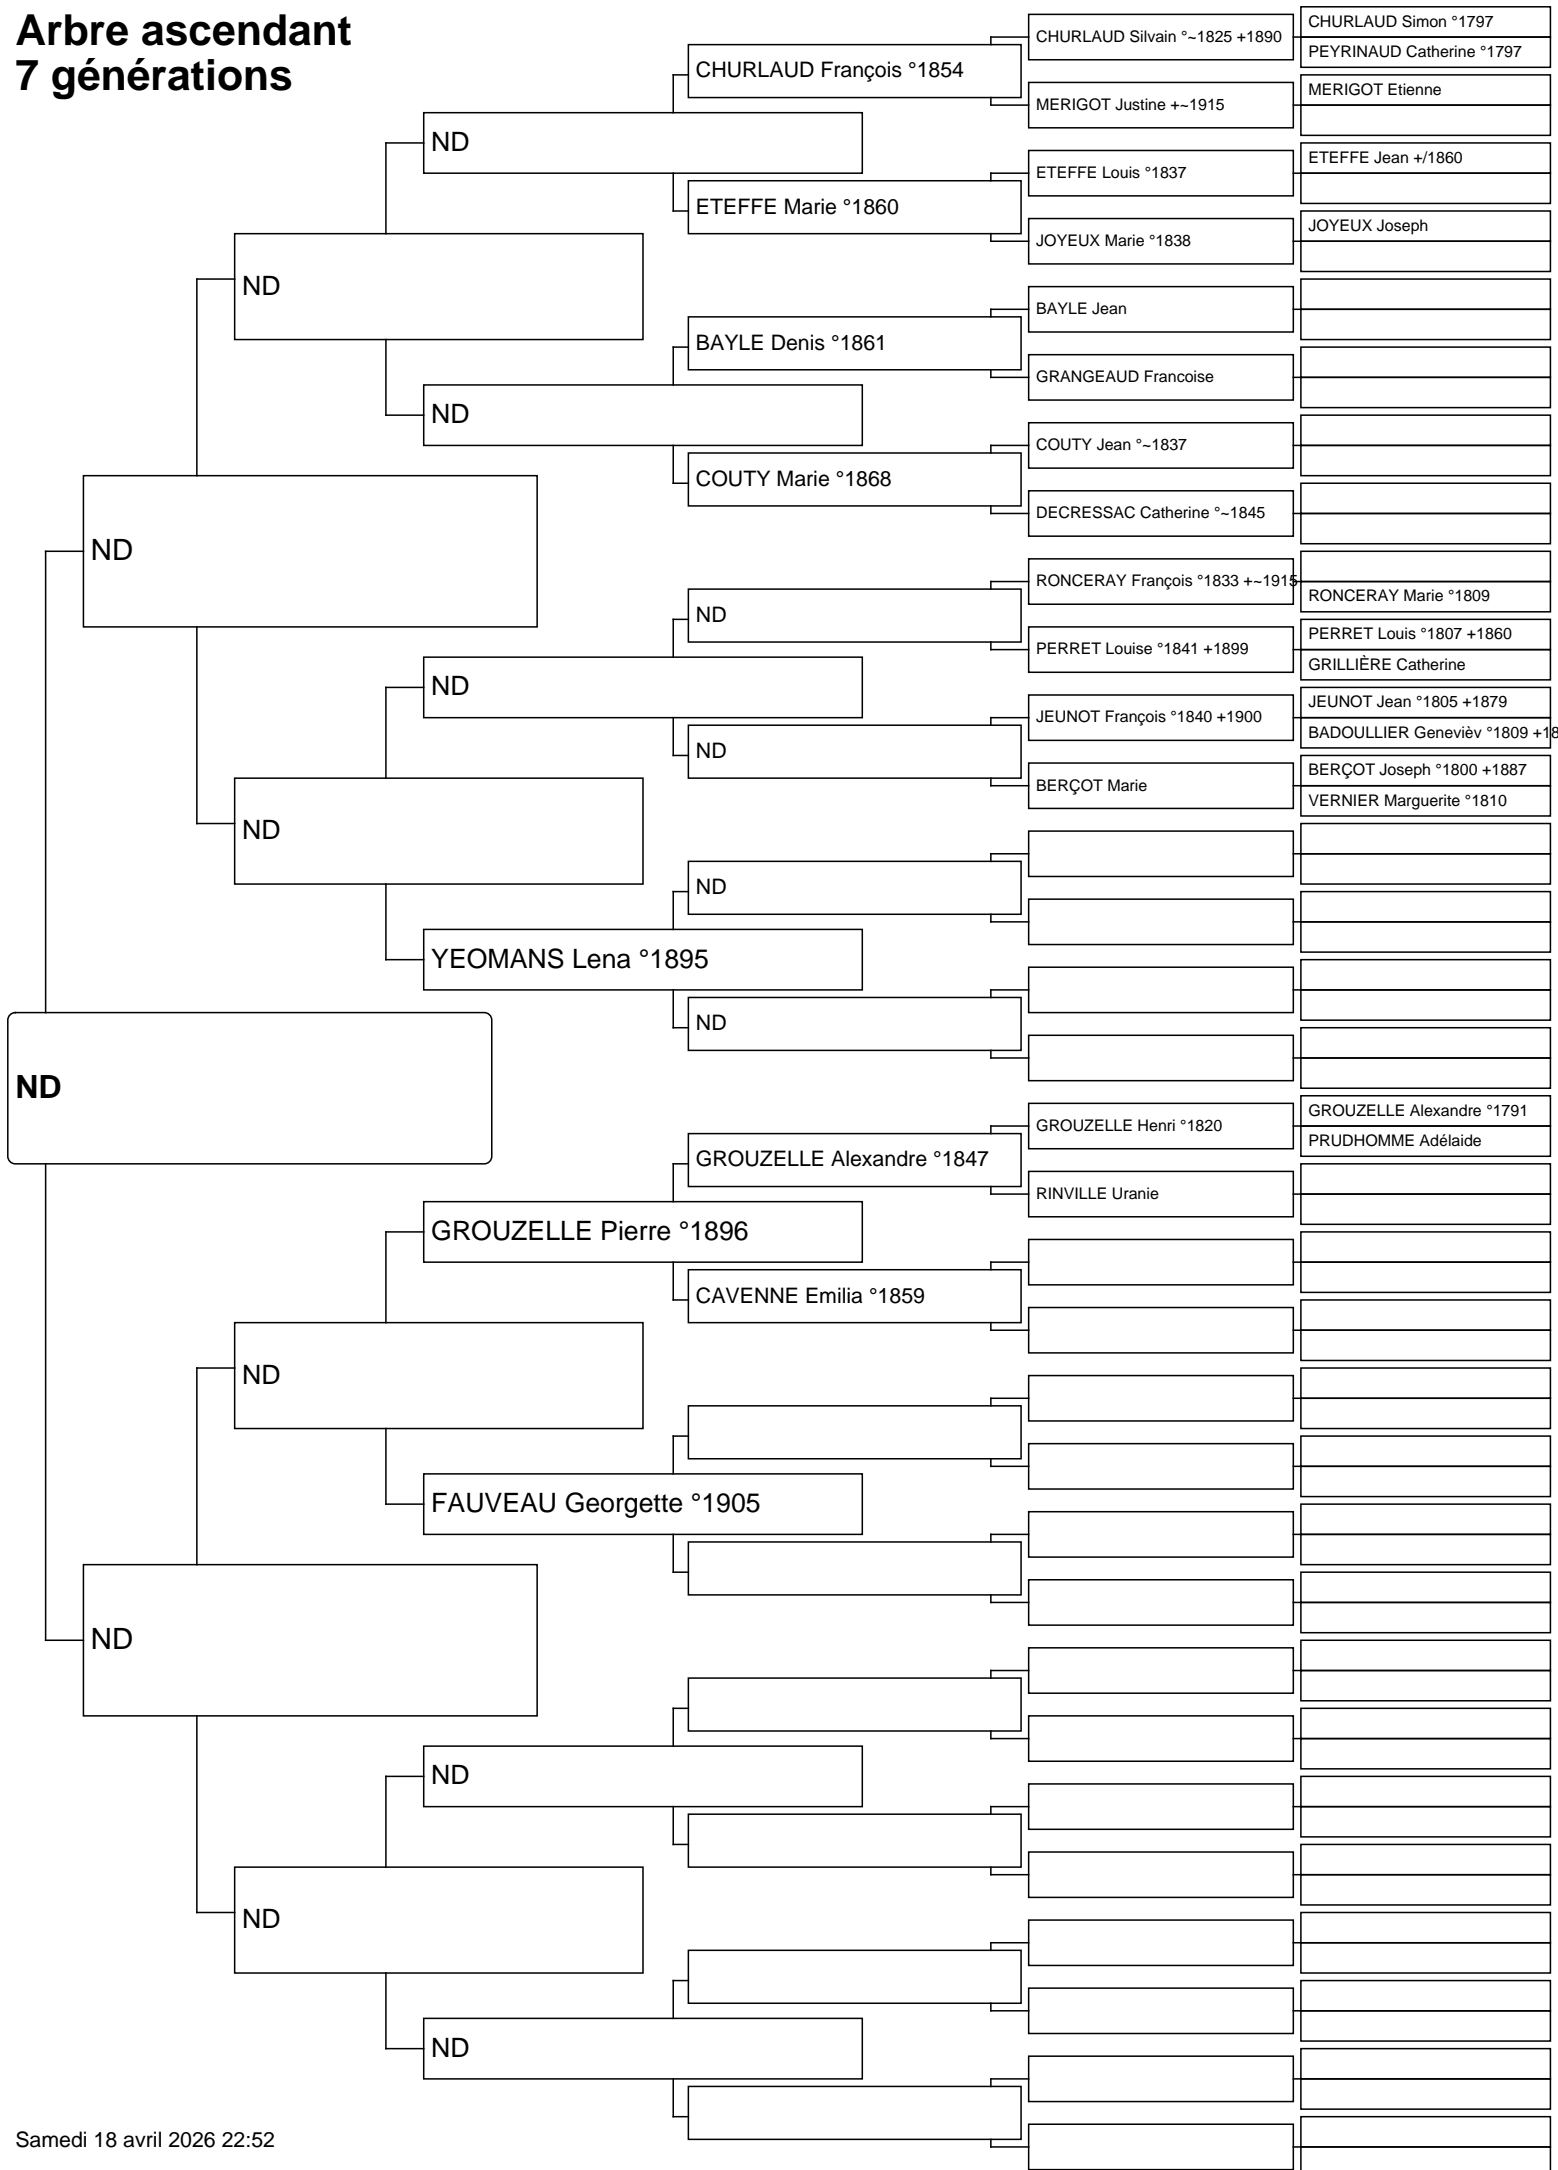 Arbre ascendant
7 générations
CHURLAUD Simon °1797
CHURLAUD Silvain °~1825 +1890
PEYRINAUD Catherine °1797
CHURLAUD François °1854
MERIGOT Etienne
MERIGOT Justine +~1915
ND
ETEFFE Jean +/1860
ETEFFE Louis °1837
ETEFFE Marie °1860
JOYEUX Joseph
JOYEUX Marie °1838
ND
BAYLE Jean
BAYLE Denis °1861
GRANGEAUD Francoise
ND
COUTY Jean °~1837
COUTY Marie °1868
DECRESSAC Catherine °~1845
ND
RONCERAY François °1833 +~1915
RONCERAY Marie °1809
ND
PERRET Louis °1807 +1860
PERRET Louise °1841 +1899
GRILLIÈRE Catherine
ND
JEUNOT Jean °1805 +1879
JEUNOT François °1840 +1900
BADOULLIER Genevièv °1809 +18
ND
BERÇOT Joseph °1800 +1887
BERÇOT Marie
VERNIER Marguerite °1810
ND
ND
YEOMANS Lena °1895
ND
ND
GROUZELLE Alexandre °1791
GROUZELLE Henri °1820
PRUDHOMME Adélaide
GROUZELLE Alexandre °1847
RINVILLE Uranie
GROUZELLE Pierre °1896
CAVENNE Emilia °1859
ND
FAUVEAU Georgette °1905
ND
ND
ND
ND
Samedi 18 avril 2026 22:52